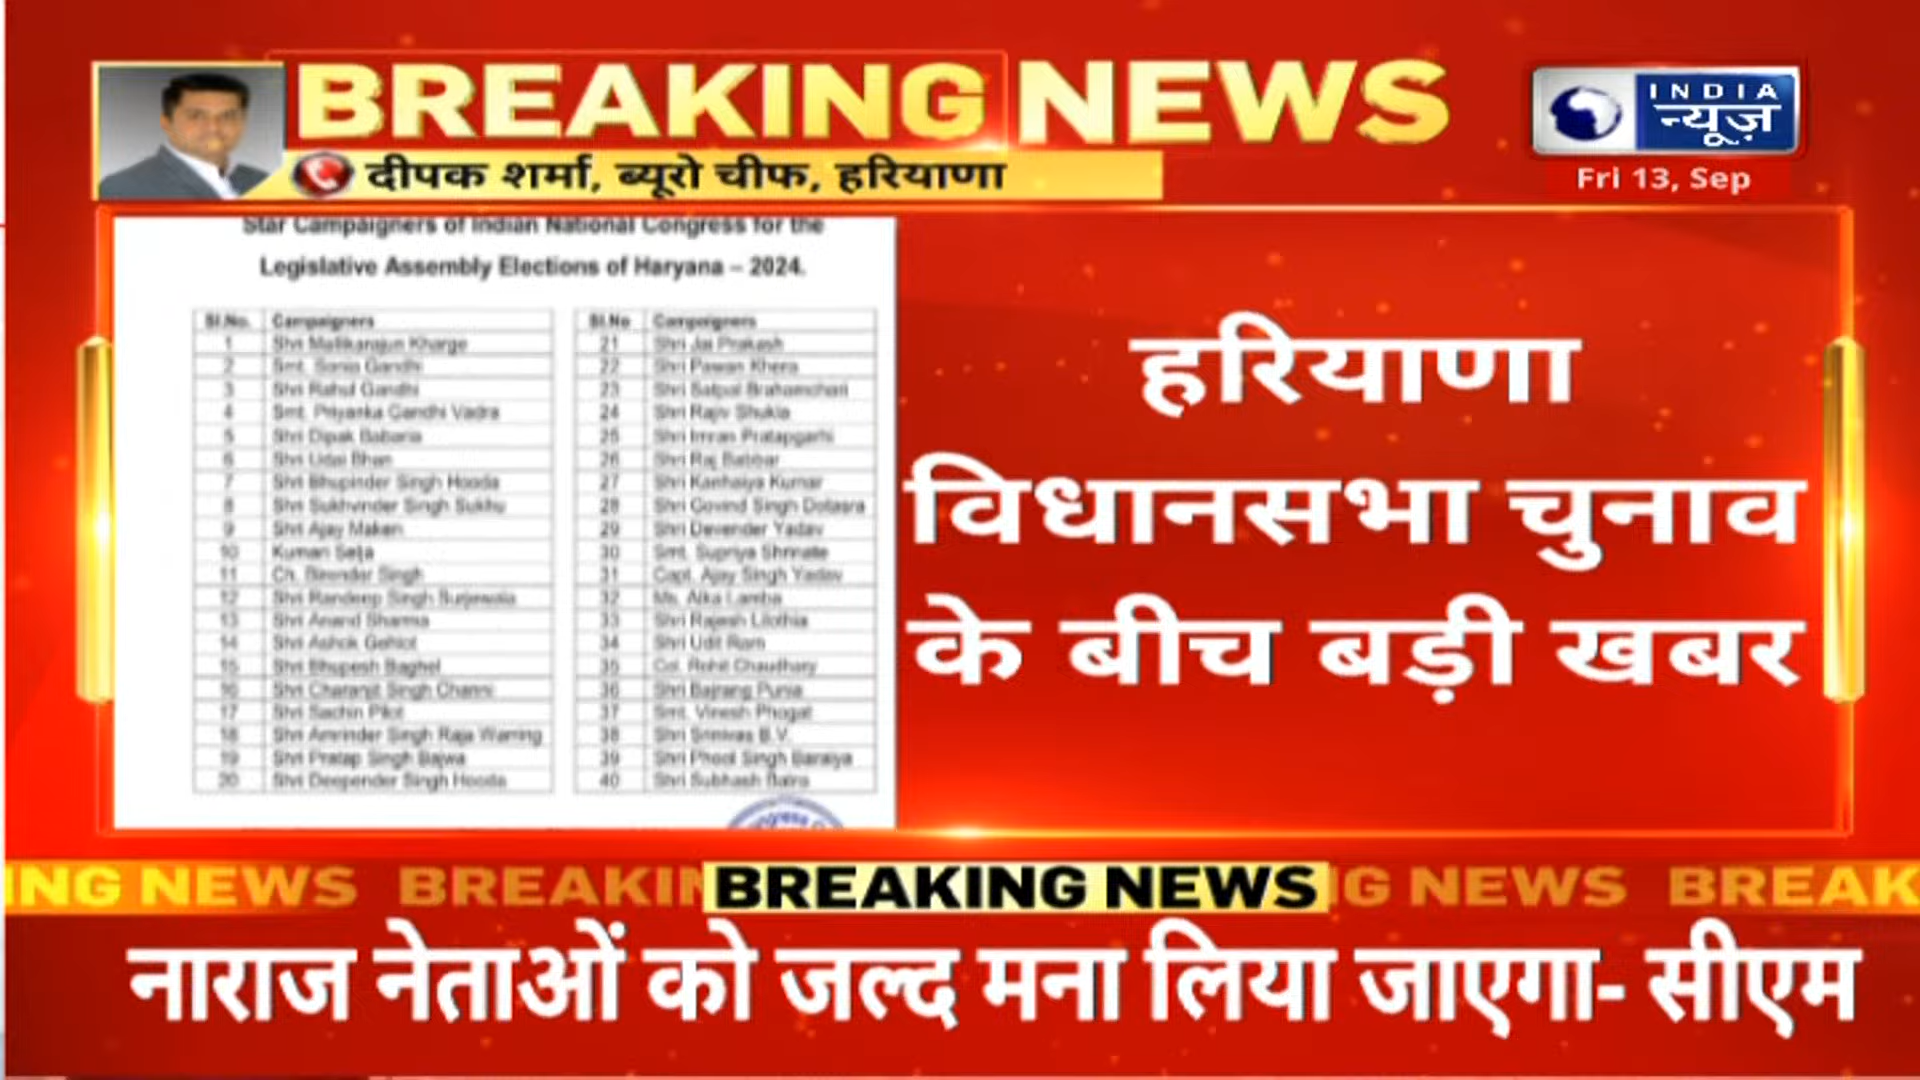 BREAKING NEWS
दीपक शर्मा, ब्यूरो चीफ, हरियाणा
INDIA
न्यूज़
Fri 13, Sep
Star Campaigners of Indian National Congress for the
Legislative Assembly Elections of Haryana – 2024.
Sl.No. Campaigners
1 Shri Mallikarajun Kharge
2 Smt. Sonia Gandhi
3 Shri Rahul Gandhi
4 Smt. Priyanka Gandhi Vadra
5 Shri Dipak Babaria
6 Shri Udai Bhan
7 Shri Bhupinder Singh Hooda
8 Shri Sukhvinder Singh Sukhu
9 Shri Ajay Maken
10 Kumari Selja
11 Ch. Birender Singh
12 Shri Randeep Singh Surjewala
13 Shri Anand Sharma
14 Shri Ashok Gehlot
15 Shri Bhupesh Baghel
16 Shri Charanjit Singh Channi
17 Shri Sachin Pilot
18 Shri Amrinder Singh Raja Warring
19 Shri Pratap Singh Bajwa
20 Shri Deepender Singh Hooda
Sl.No Campaigners
21 Shri Jai Prakash
22 Shri Pawan Khera
23 Shri Satpal Brahamchari
24 Shri Rajiv Shukla
25 Shri Imran Pratapgarhi
26 Shri Raj Babbar
27 Shri Kanhaiya Kumar
28 Shri Govind Singh Dotasra
29 Shri Devender Yadav
30 Smt. Supriya Shrinate
31 Capt. Ajay Singh Yadav
32 Ms. Alka Lamba
33 Shri Rajesh Lilothia
34 Shri Udit Ram
35 Col. Rohit Chaudhary
36 Shri Bajrang Punia
37 Smt. Vinesh Phogat
38 Shri Srinivas B.V.
39 Shri Phool Singh Baraiya
40 Shri Subhash Batra
हरियाणा
विधानसभा चुनाव
के बीच बड़ी खबर
NG NEWS BREAKIN BREAKING NEWS IG NEWS BREAK
नाराज नेताओं को जल्द मना लिया जाएगा- सीएम